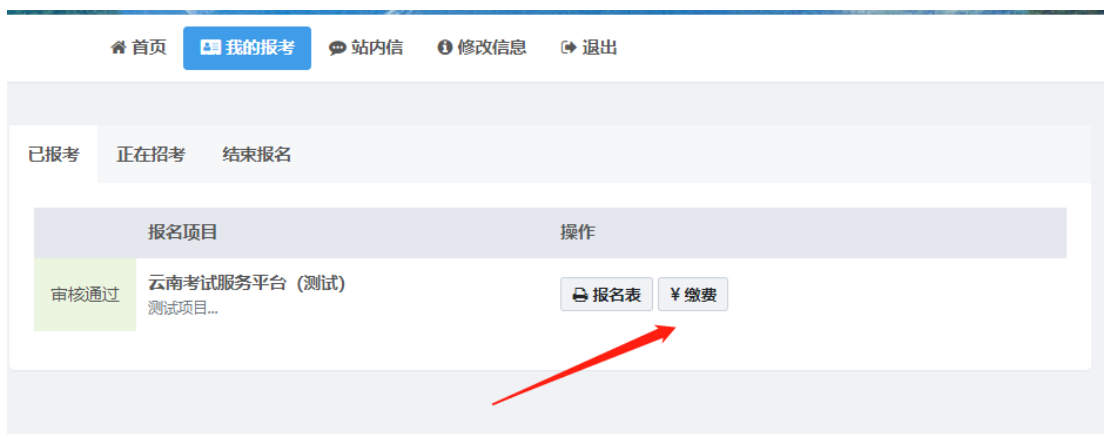 首页 我的报考 站内信 修改信息 退出
已报考 正在招考 结束报名
报名项目 操作
审核通过 云南考试服务平台（测试） 报名表 ¥ 缴费
测试项目...